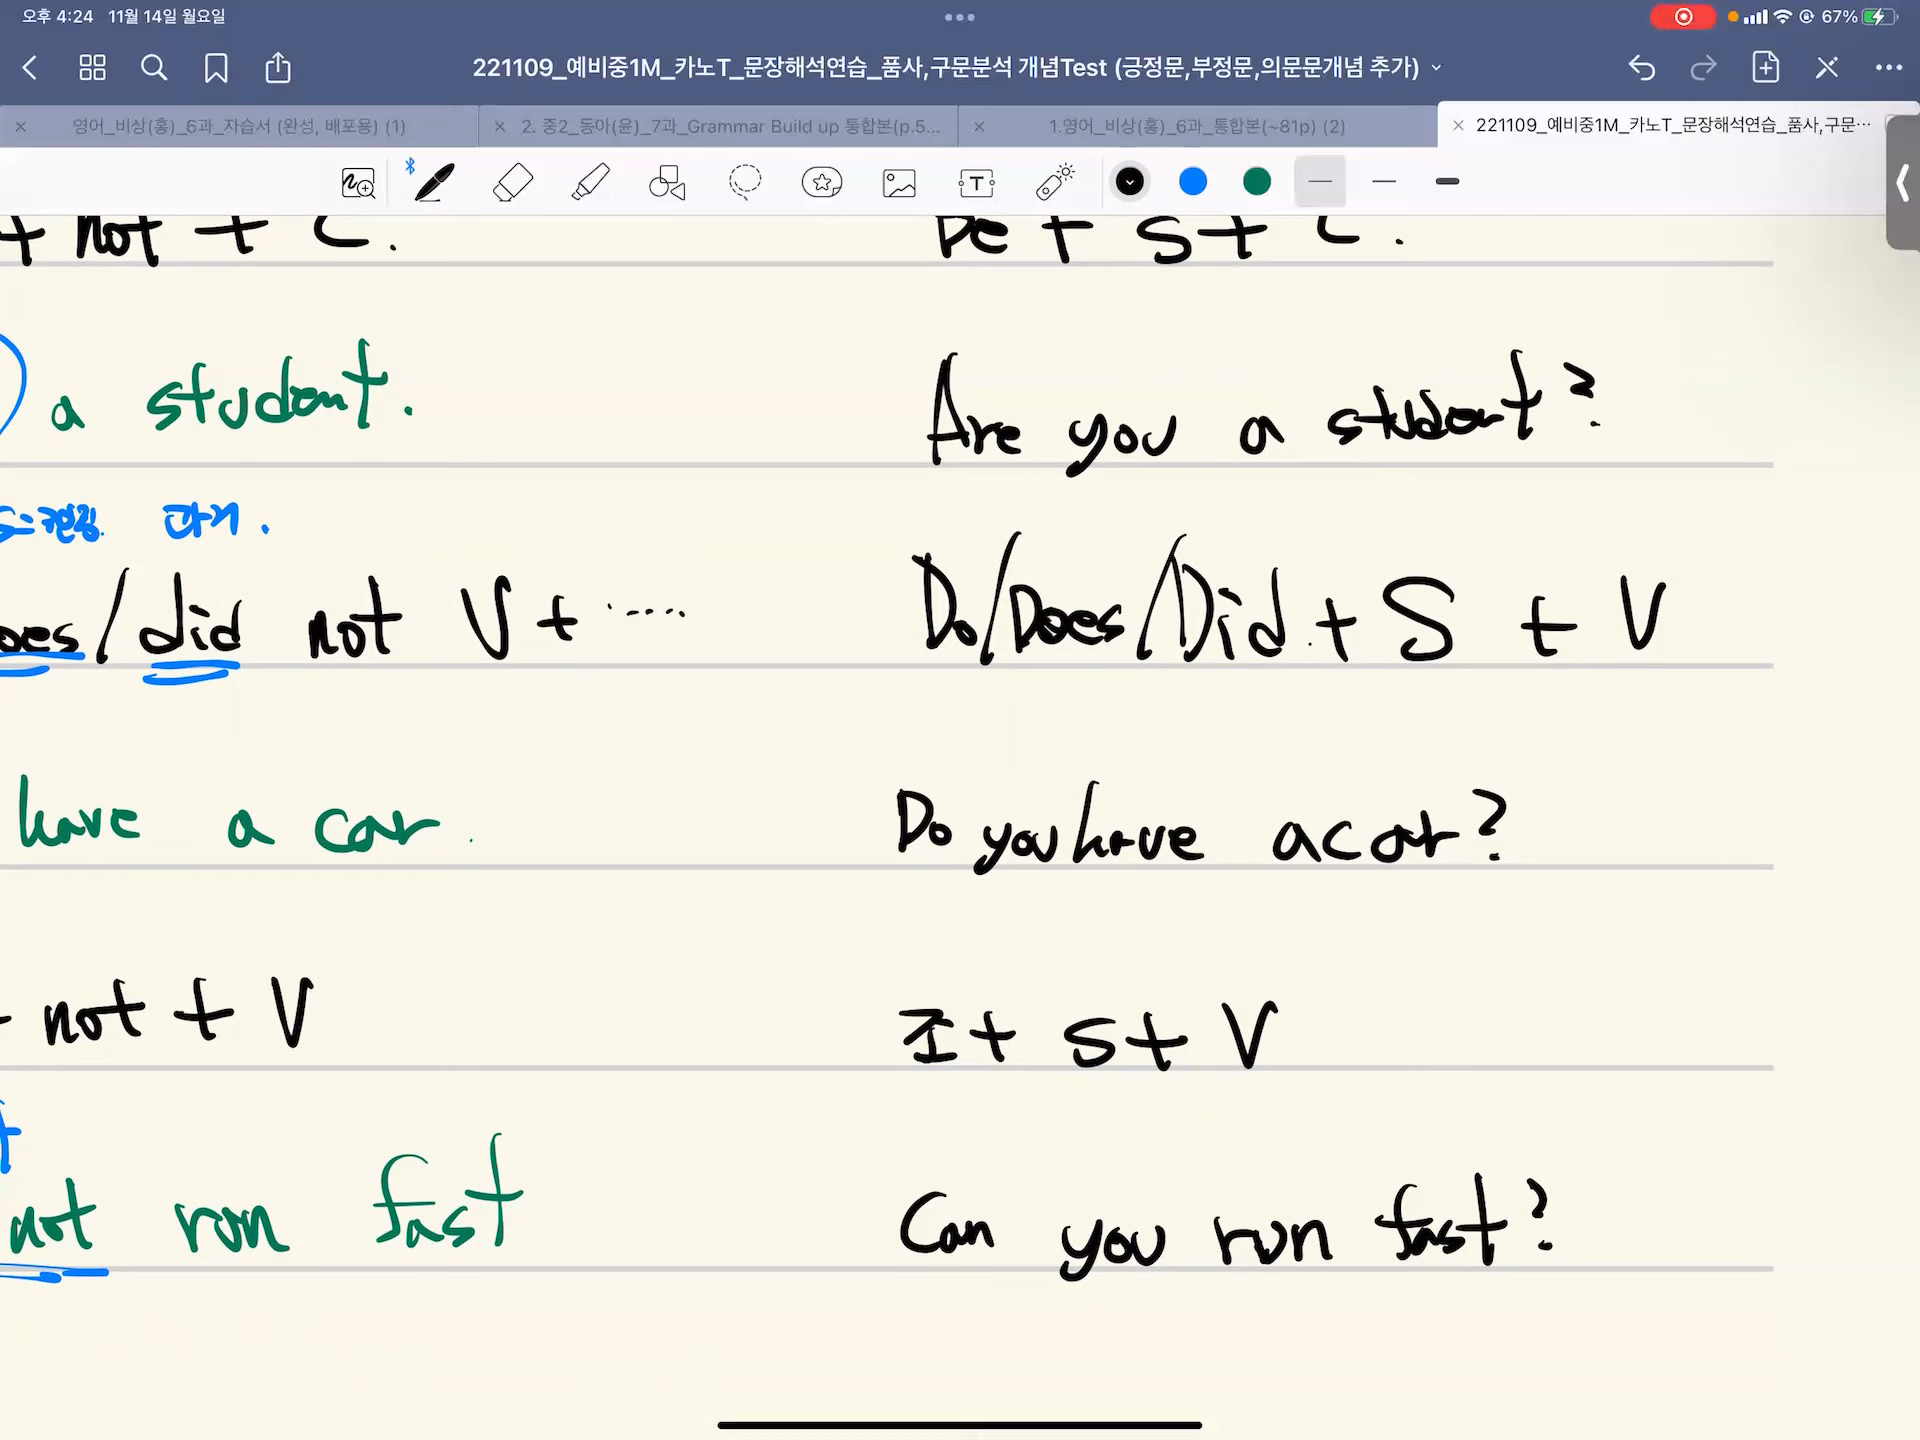 오후 4:24 11월 14일 월요일
67%
221109_예비중1M_카노T_문장해석연습_품사,구문분석 개념Test (긍정문,부정문,의문문개념 추가)
영어_비상(홍)_6과_자습서 (완성, 배포용) (1)
2. 중2_동아(윤)_7과_Grammar Build up 통합본(p.5...
1.영어_비상(홍)_6과_통합본(~81p) (2)
221109_예비중1M_카노T_문장해석연습_품사,구문…
T
+ not + C.
Be + S + C.
a student.
Are you a student?
S=3인칭. 과거.
oes/did not V + .....
Do/Does/Did + S + V
have a car.
Do you have a car?
not + V
조 + S + V
not run fast
Can you run fast?